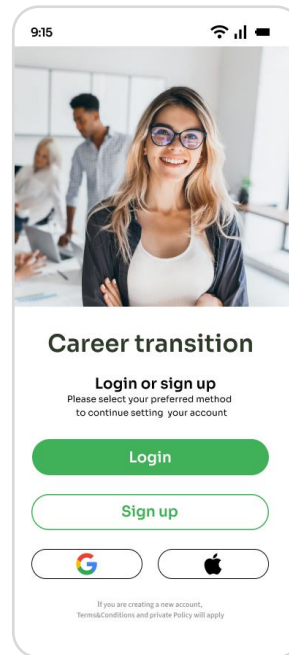 9:15
Career transition
Login or sign up
Please select your preferred method
to continue setting your account
Login
Sign up
If you are creating a new account,
Terms&Conditions and private Policy will apply